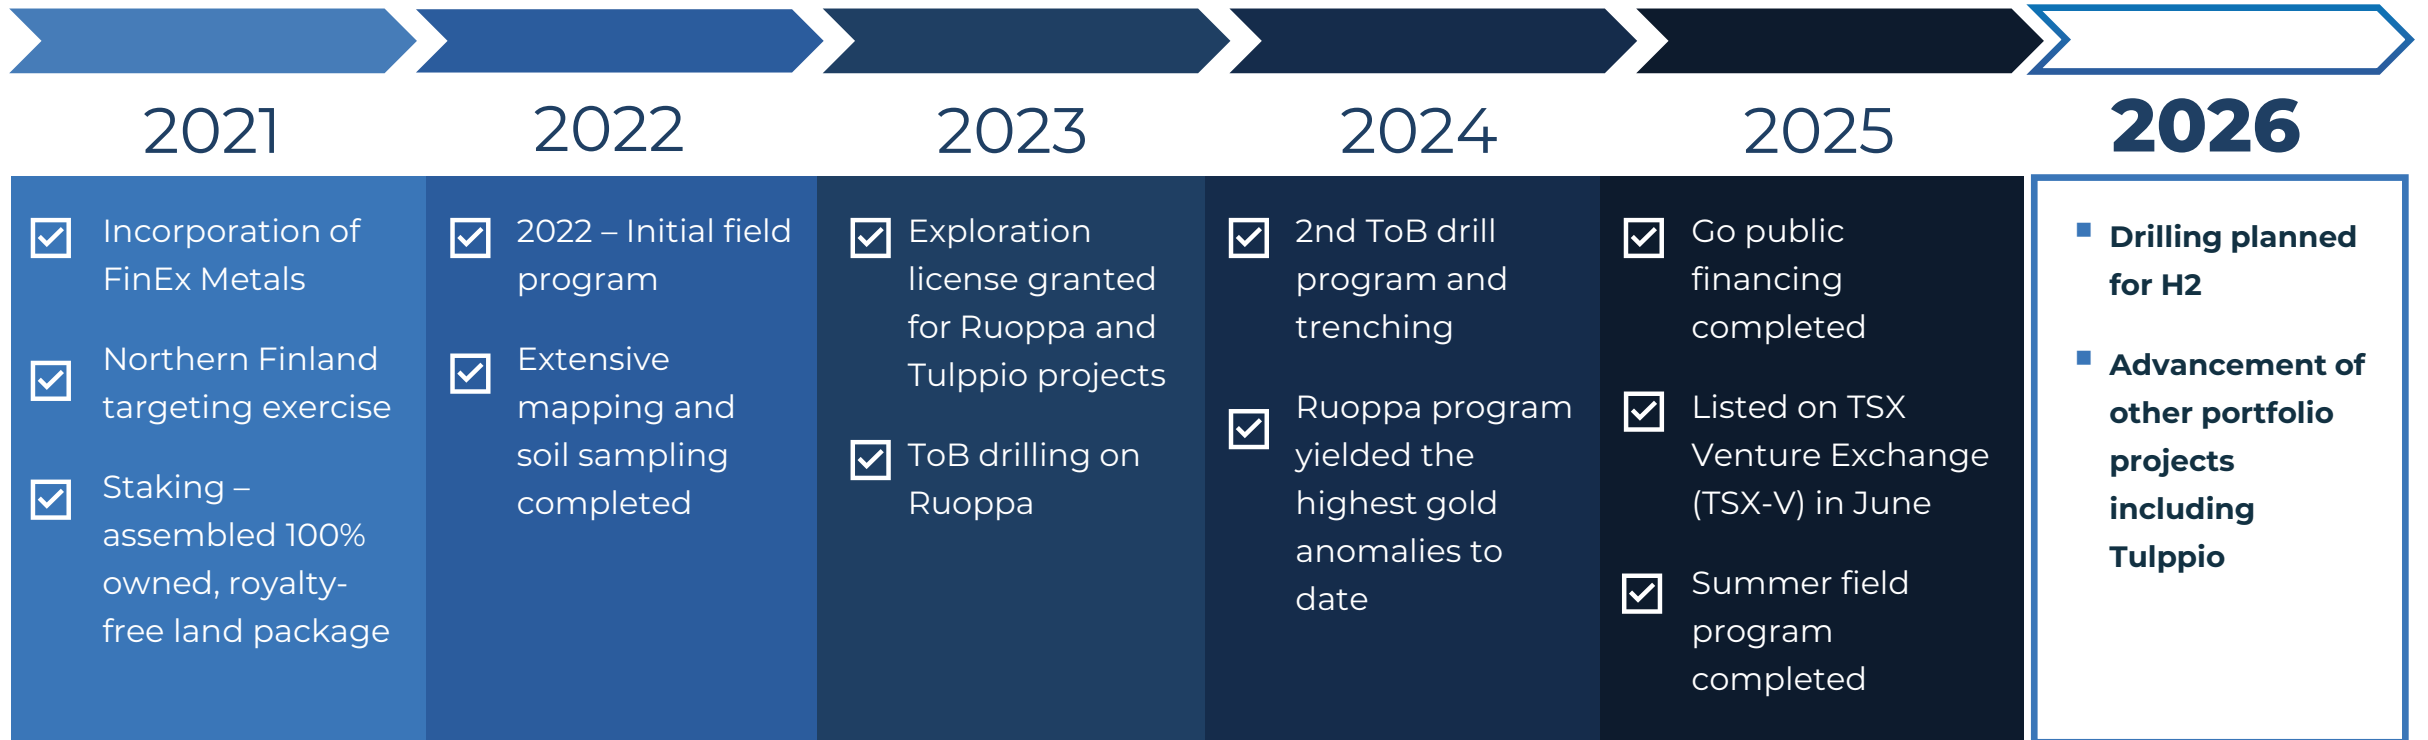 2021
2022
2023
2024
2025
2026
Incorporation of
FinEx Metals
Northern Finland
targeting exercise
Staking –
assembled 100%
owned, royalty-
free land package
2022 – Initial field
program
Extensive
mapping and
soil sampling
completed
Exploration
license granted
for Ruoppa and
Tulppio projects
ToB drilling on
Ruoppa
2nd ToB drill
program and
trenching
Ruoppa program
yielded the
highest gold
anomalies to
date
Go public
financing
completed
Listed on TSX
Venture Exchange
(TSX-V) in June
Summer field
program
completed
Drilling planned
for H2
Advancement of
other portfolio
projects
including
Tulppio